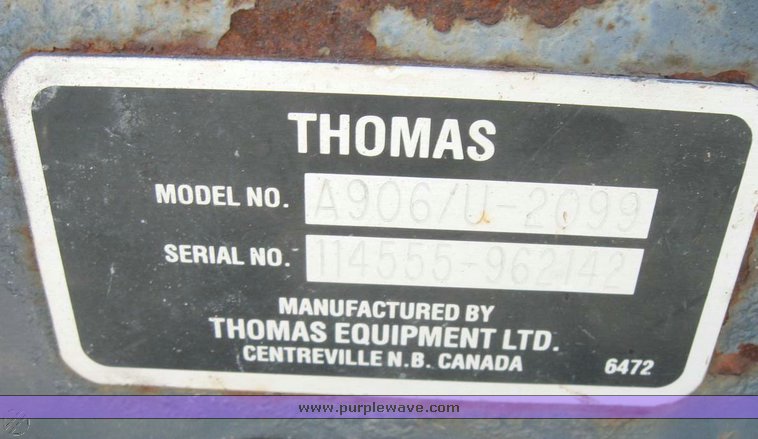 THOMAS
MODEL NO. A906/U-2099
SERIAL NO. 114555-962142
MANUFACTURED BY
THOMAS EQUIPMENT LTD.
CENTREVILLE N.B. CANADA
6472
www.purplewave.com